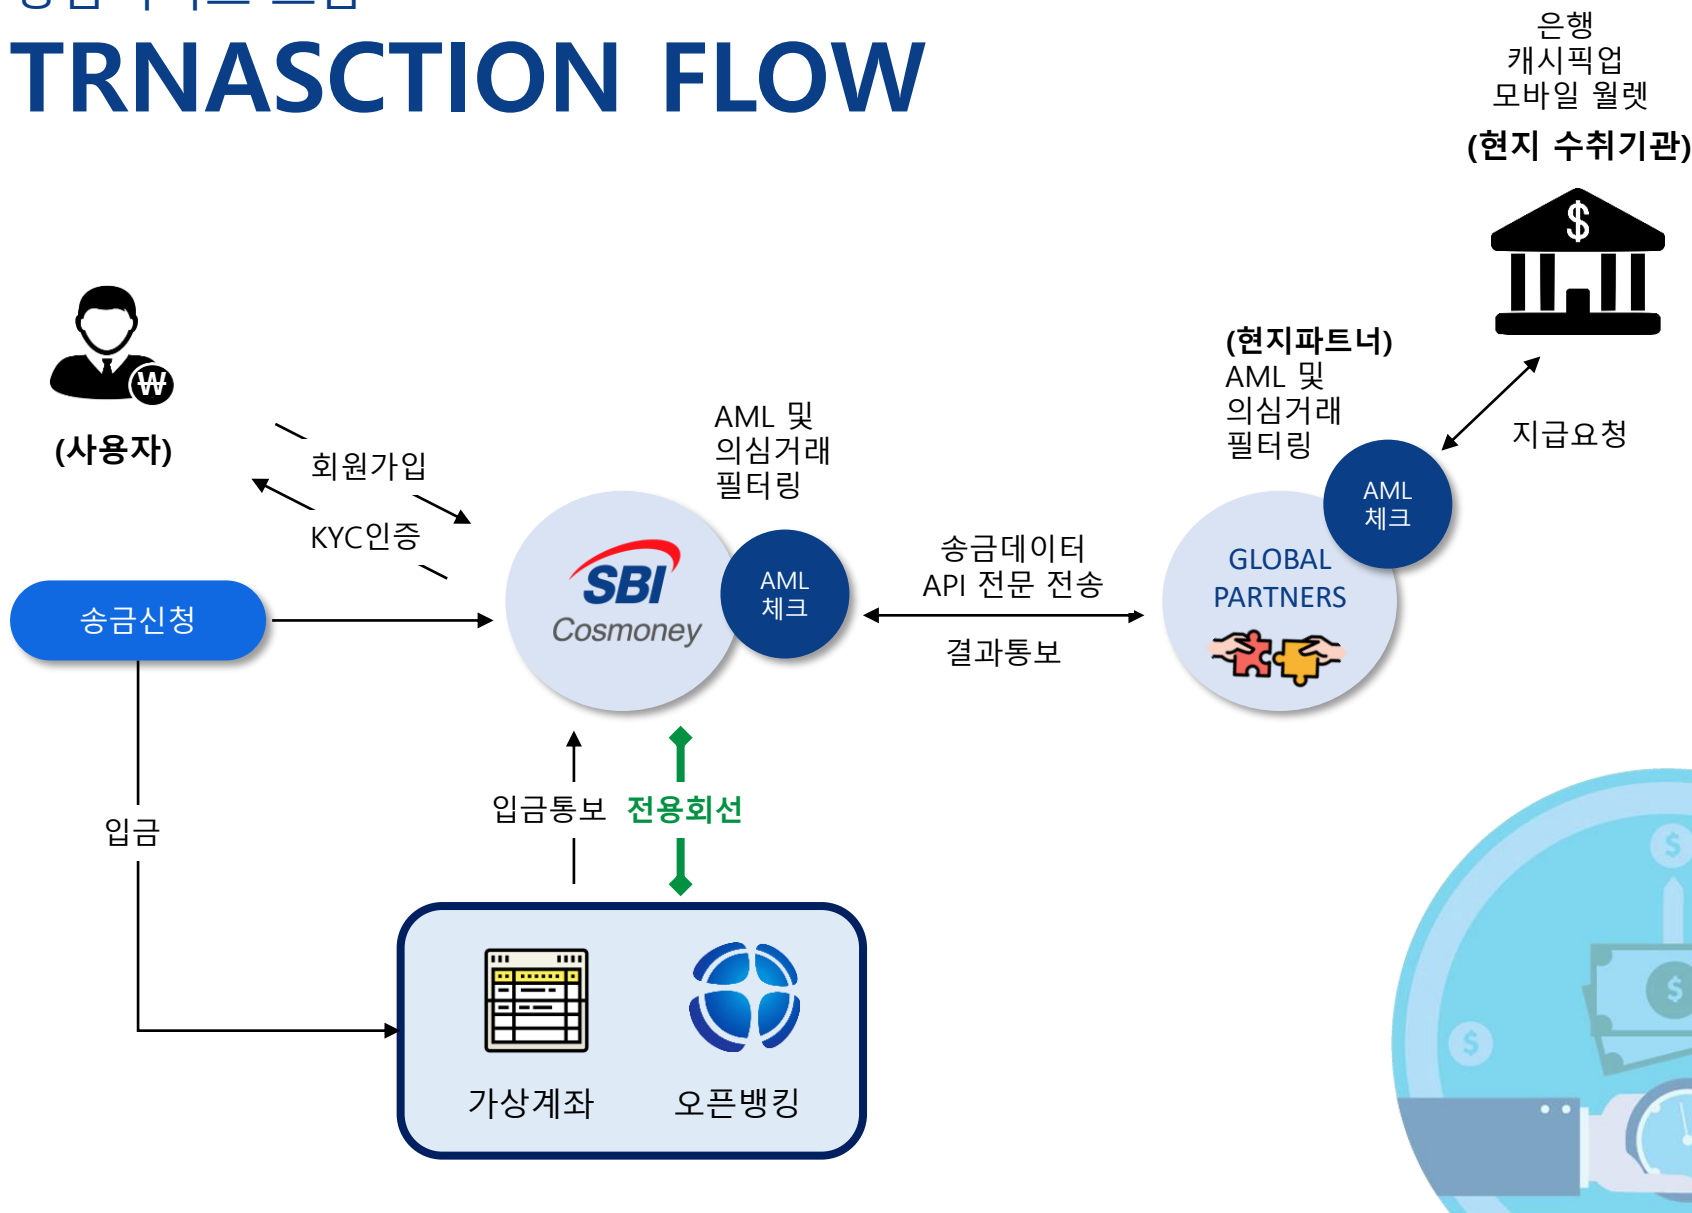 TRNASCTION FLOW
은행
캐시픽업
모바일 월렛
(현지 수취기관)
$
₩
(사용자)
회원가입
KYC인증
송금신청
AML 및
의심거래
필터링
SBI
Cosmoney
AML
체크
송금데이터
API 전문 전송
결과통보
(현지파트너)
AML 및
의심거래
필터링
AML
체크
GLOBAL
PARTNERS
지급요청
입금
입금통보
전용회선
가상계좌
오픈뱅킹
$
$
$